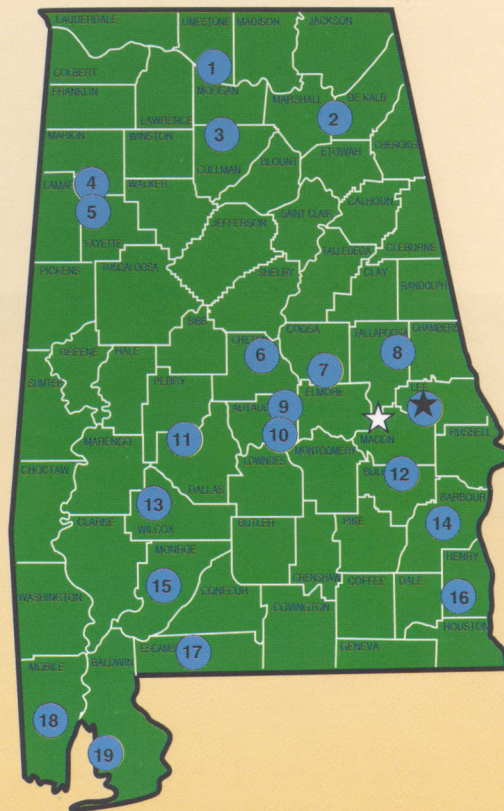 LAUDERDALE
LIMESTONE
MADISON
JACKSON
COLBERT
1
FRANKLIN
MORGAN
LAWRENCE
MARSHALL
DE KALB
2
MARION
WINSTON
3
CULLMAN
BLOUNT
ETOWAH
CHEROKEE
LAMAR
4
WALKER
5
FAYETTE
JEFFERSON
SAINT CLAIR
CALHOUN
PICKENS
TUSCALOOSA
SHELBY
TALLEDEGA
CLEBURNE
CLAY
RANDOLPH
BIBB
GREENE
HALE
CHILTON
COOSA
TALLAPOOSA
CHAMBERS
6
7
8
SUMTER
PERRY
ELMORE
LEE
AUTAUGA
9
10
11
MARENGO
MACON
RUSSELL
LOWNDES
MONTGOMERY
CHOCTAW
DALLAS
BULLOCK
12
13
CLARKE
WILCOX
BUTLER
PIKE
BARBOUR
14
MONROE
HENRY
WASHINGTON
15
CONECUH
CRENSHAW
COFFEE
DALE
16
COVINGTON
HOUSTON
ESCAMBIA
17
GENEVA
MOBILE
BALDWIN
18
19